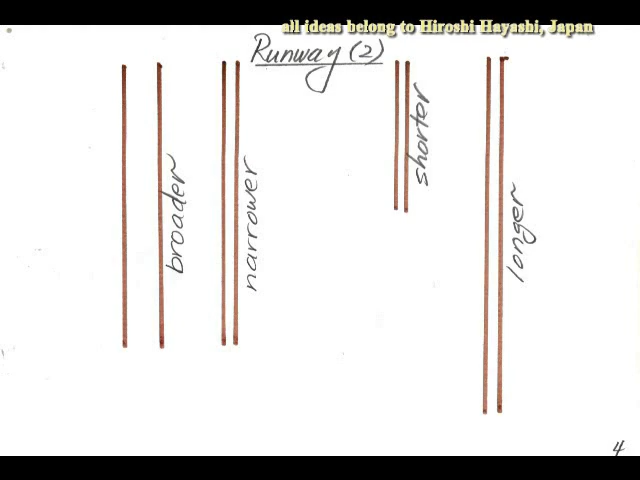 all ideas belong to Hiroshi Hayashi, Japan
Runway (2)
broader
narrower
shorter
longer
4